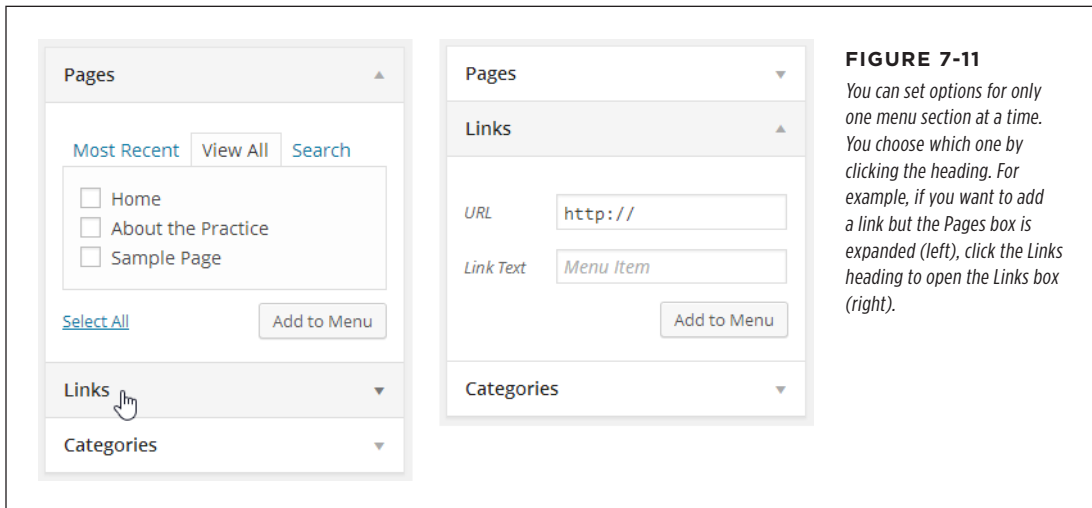 Pages
Most Recent View All Search
Home
About the Practice
Sample Page
Select All Add to Menu
Links
Categories
Pages
Links
URL http://
Link Text Menu Item
Add to Menu
Categories
FIGURE 7-11
You can set options for only
one menu section at a time.
You choose which one by
clicking the heading. For
example, if you want to add
a link but the Pages box is
expanded (left), click the Links
heading to open the Links box
(right).